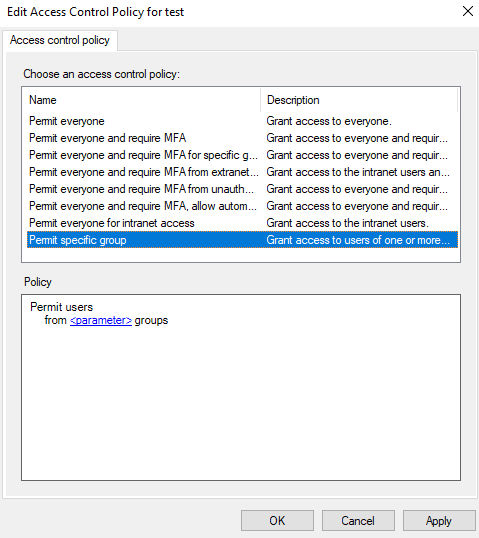 Edit Access Control Policy for test
Access control policy
Choose an access control policy:
Name Description
Permit everyone Grant access to everyone.
Permit everyone and require MFA Grant access to everyone and requir...
Permit everyone and require MFA for specific g... Grant access to everyone and requir...
Permit everyone and require MFA from extranet... Grant access to the intranet users an...
Permit everyone and require MFA from unauth... Grant access to everyone and requir...
Permit everyone and require MFA, allow autom... Grant access to everyone and requir...
Permit everyone for intranet access Grant access to the intranet users.
Permit specific group Grant access to users of one or more...
Policy
Permit users
from <parameter> groups
OK Cancel Apply